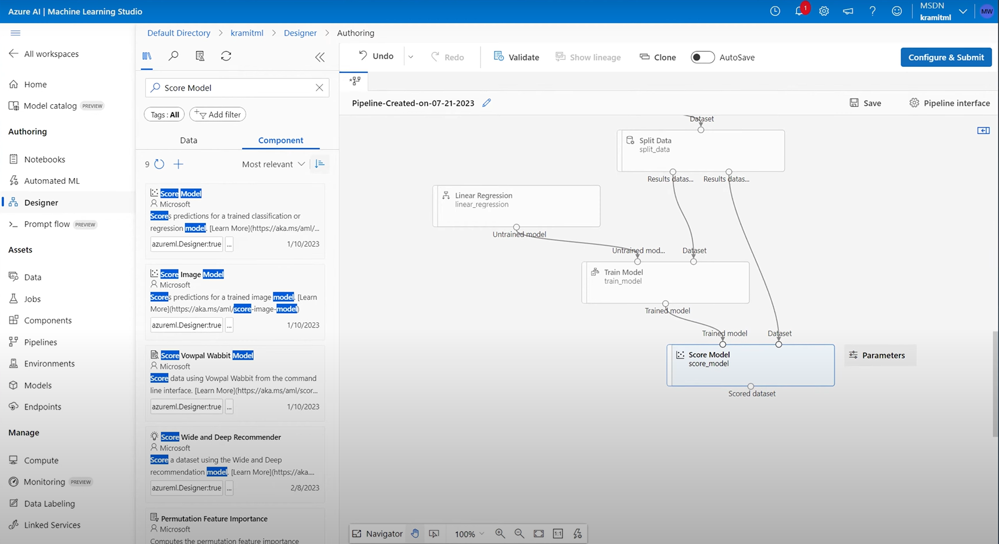 Azure AI | Machine Learning Studio
1
MSDN
kramitml
MW
All workspaces
Home
Model catalog PREVIEW
Authoring
Notebooks
Automated ML
Designer
Prompt flow PREVIEW
Assets
Data
Jobs
Components
Pipelines
Environments
Models
Endpoints
Manage
Compute
Monitoring PREVIEW
Data Labeling
Linked Services
Default Directory > kramitml > Designer > Authoring
Score Model
Tags : All
Add filter
Data
Component
9
Most relevant
Score Model
Microsoft
Scores predictions for a trained classification or
regression model. [Learn More](https://aka.ms/aml/...
azureml.Designer:true ... 1/10/2023
Score Image Model
Microsoft
Scores predictions for a trained image model. [Learn
More](https://aka.ms/aml/score-image-model)
azureml.Designer:true ... 1/10/2023
Score Vowpal Wabbit Model
Microsoft
Score data using Vowpal Wabbit from the command
line interface. [Learn More](https://aka.ms/aml/scor...
azureml.Designer:true ... 1/10/2023
Score Wide and Deep Recommender
Microsoft
Score a dataset using the Wide and Deep
recommendation model. [Learn More](https://aka....
azureml.Designer:true ... 2/8/2023
Permutation Feature Importance
Microsoft
Computes the permutation feature importance
Undo
Redo
Validate
Show lineage
Clone
AutoSave
Configure & Submit
Pipeline-Created-on-07-21-2023
Save
Pipeline interface
Dataset
Split Data
split_data
Results datas... Results datas...
Linear Regression
linear_regression
Untrained model
Untrained mod... Dataset
Train Model
train_model
Trained model
Trained model Dataset
Score Model
score_model
Parameters
Scored dataset
Navigator
100%
1:1